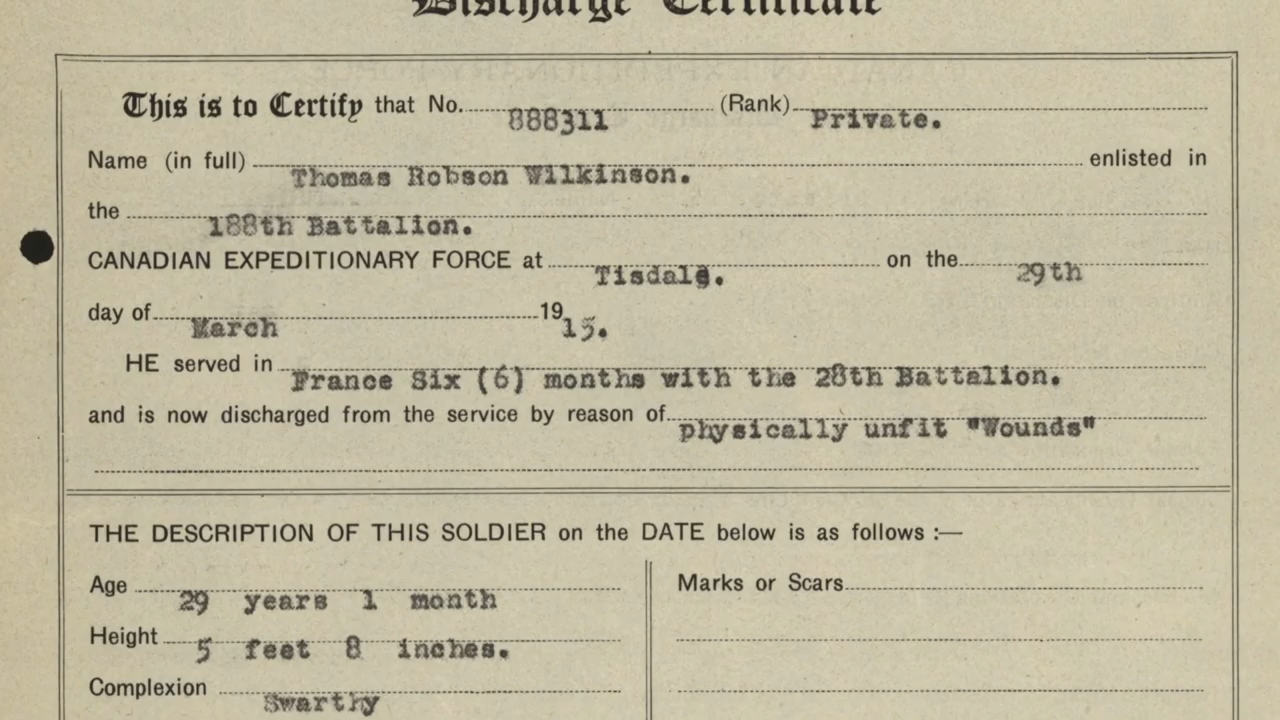 Discharge Certificate
This is to Certify that No. 888311 (Rank) Private.
Name (in full) Thomas Robson Wilkinson. enlisted in
the 188th Battalion.
CANADIAN EXPEDITIONARY FORCE at Tisdale. on the 29th
day of March 1915.
HE served in France Six (6) months with the 28th Battalion.
and is now discharged from the service by reason of physically unfit "Wounds"
THE DESCRIPTION OF THIS SOLDIER on the DATE below is as follows :—
Age 29 years 1 month
Marks or Scars
Height 5 feet 8 inches.
Complexion Swarthy